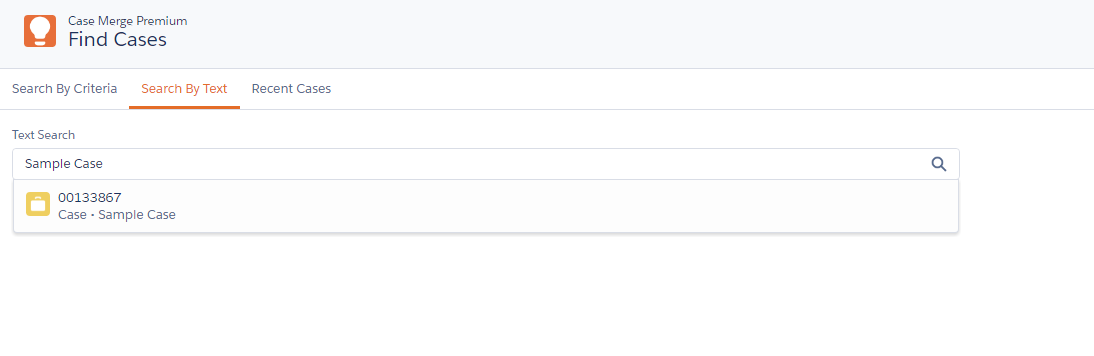 Case Merge Premium
Find Cases
Search By Criteria Search By Text Recent Cases
Text Search
Sample Case
00133867
Case • Sample Case